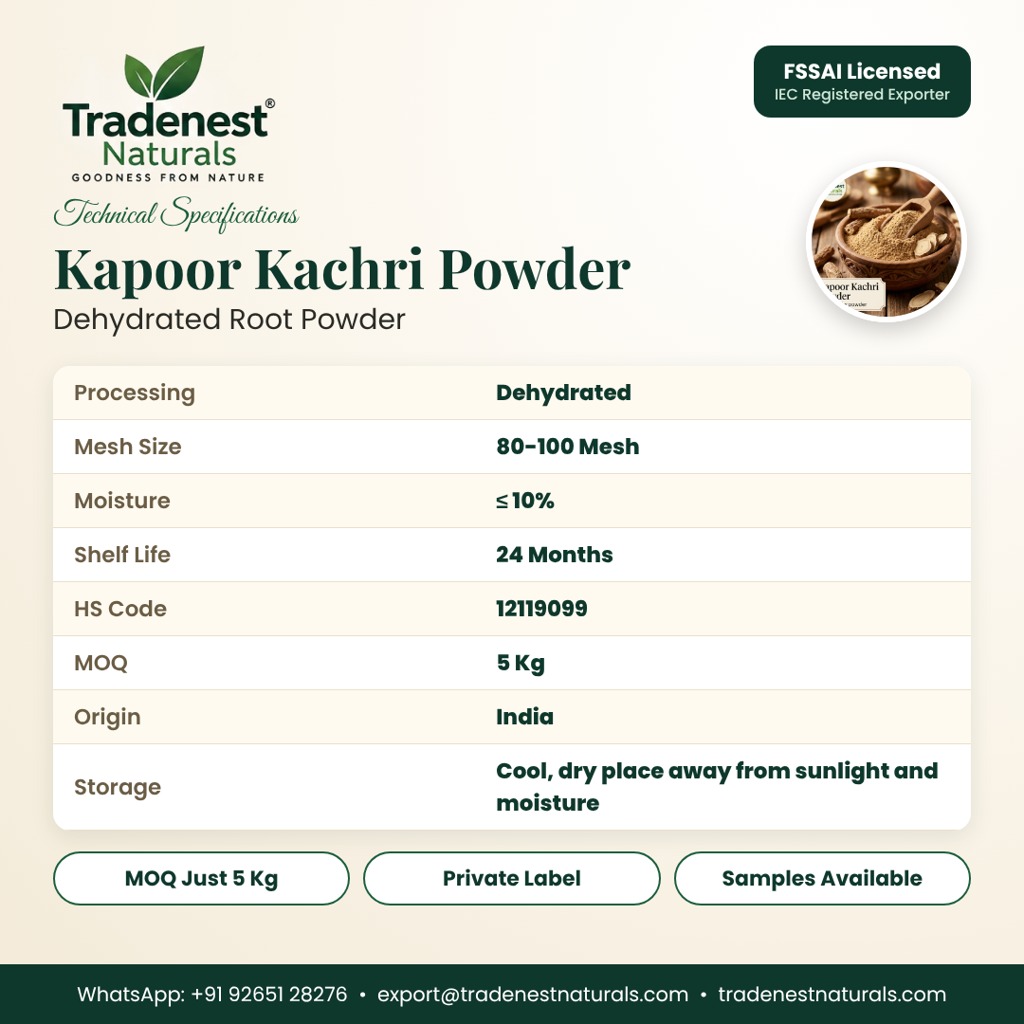 Tradenest®
Naturals
GOODNESS FROM NATURE
FSSAI Licensed
IEC Registered Exporter
Technical Specifications
Kapoor Kachri Powder
Dehydrated Root Powder
apoor Kachri
der
Processing Dehydrated
Mesh Size 80-100 Mesh
Moisture ≤ 10%
Shelf Life 24 Months
HS Code 12119099
MOQ 5 Kg
Origin India
Storage Cool, dry place away from sunlight and
moisture
MOQ Just 5 Kg
Private Label
Samples Available
WhatsApp: +91 92651 28276 • export@tradenestnaturals.com • tradenestnaturals.com